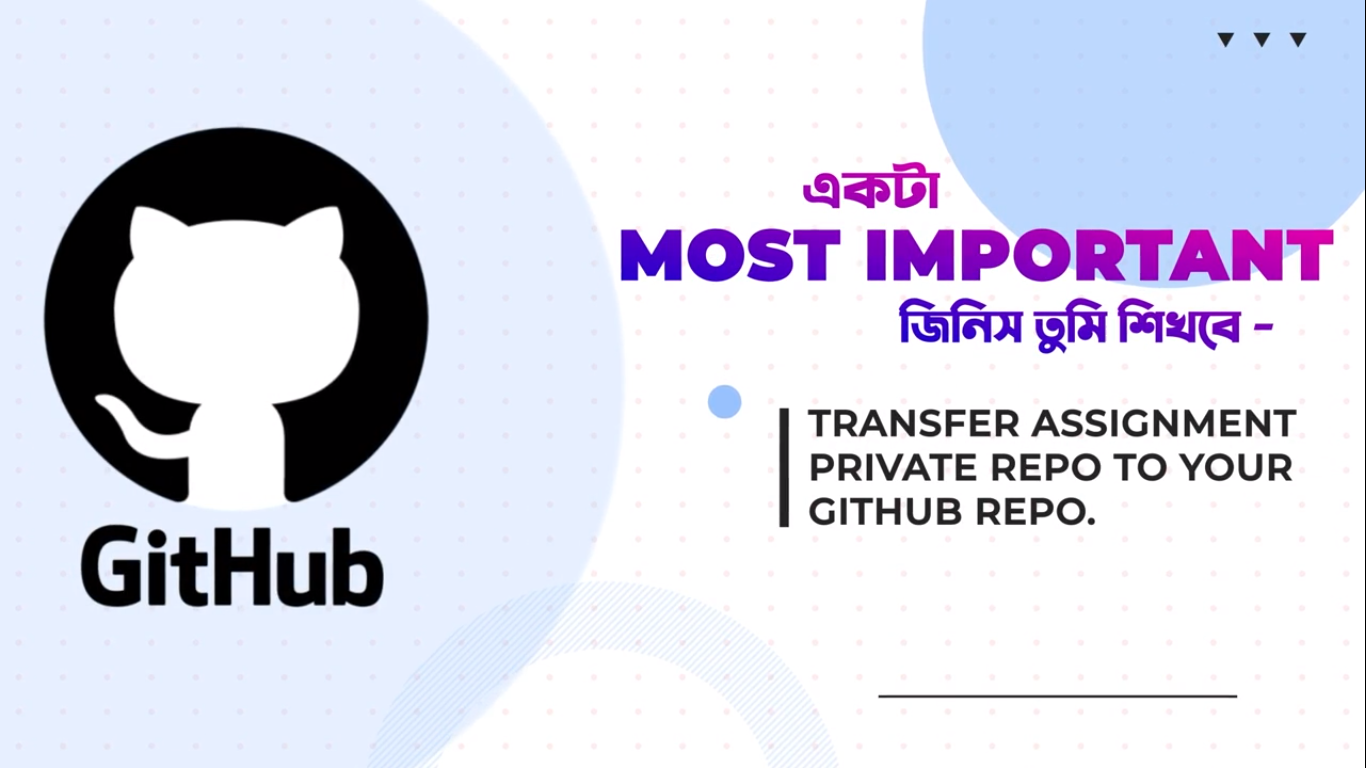 GitHub
একটা
MOST IMPORTANT
জিনিস তুমি শিখবে -
TRANSFER ASSIGNMENT
PRIVATE REPO TO YOUR
GITHUB REPO.